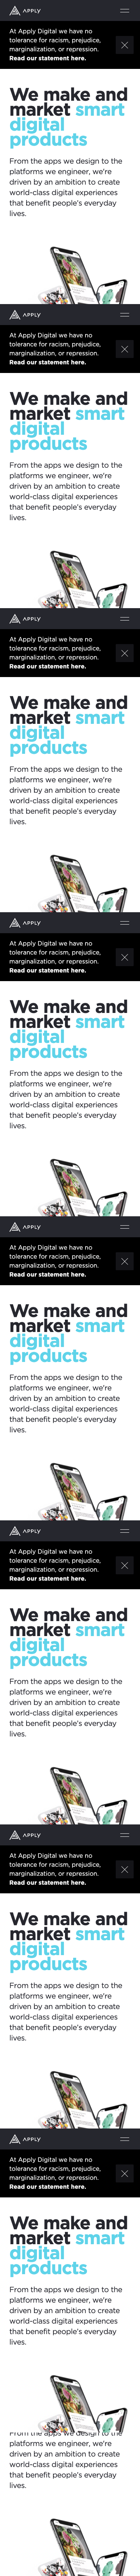 APPLY
At Apply Digital we have no
tolerance for racism, prejudice,
marginalization, or repression.
Read our statement here.
We make and
market smart
digital
products
From the apps we design to the
platforms we engineer, we're
driven by an ambition to create
world-class digital experiences
that benefit people's everyday
lives.
APPLY
At Apply Digital we have no
tolerance for racism, prejudice,
marginalization, or repression.
Read our statement here.
We make and
market smart
digital
products
From the apps we design to the
platforms we engineer, we're
driven by an ambition to create
world-class digital experiences
that benefit people's everyday
lives.
APPLY
At Apply Digital we have no
tolerance for racism, prejudice,
marginalization, or repression.
Read our statement here.
We make and
market smart
digital
products
From the apps we design to the
platforms we engineer, we're
driven by an ambition to create
world-class digital experiences
that benefit people's everyday
lives.
APPLY
At Apply Digital we have no
tolerance for racism, prejudice,
marginalization, or repression.
Read our statement here.
We make and
market smart
digital
products
From the apps we design to the
platforms we engineer, we're
driven by an ambition to create
world-class digital experiences
that benefit people's everyday
lives.
APPLY
At Apply Digital we have no
tolerance for racism, prejudice,
marginalization, or repression.
Read our statement here.
We make and
market smart
digital
products
From the apps we design to the
platforms we engineer, we're
driven by an ambition to create
world-class digital experiences
that benefit people's everyday
lives.
APPLY
At Apply Digital we have no
tolerance for racism, prejudice,
marginalization, or repression.
Read our statement here.
We make and
market smart
digital
products
From the apps we design to the
platforms we engineer, we're
driven by an ambition to create
world-class digital experiences
that benefit people's everyday
lives.
APPLY
At Apply Digital we have no
tolerance for racism, prejudice,
marginalization, or repression.
Read our statement here.
We make and
market smart
digital
products
From the apps we design to the
platforms we engineer, we're
driven by an ambition to create
world-class digital experiences
that benefit people's everyday
lives.
APPLY
At Apply Digital we have no
tolerance for racism, prejudice,
marginalization, or repression.
Read our statement here.
We make and
market smart
digital
products
From the apps we design to the
platforms we engineer, we're
driven by an ambition to create
world-class digital experiences
that benefit people's everyday
lives.
From the apps we design to the
platforms we engineer, we're
driven by an ambition to create
world-class digital experiences
that benefit people's everyday
lives.